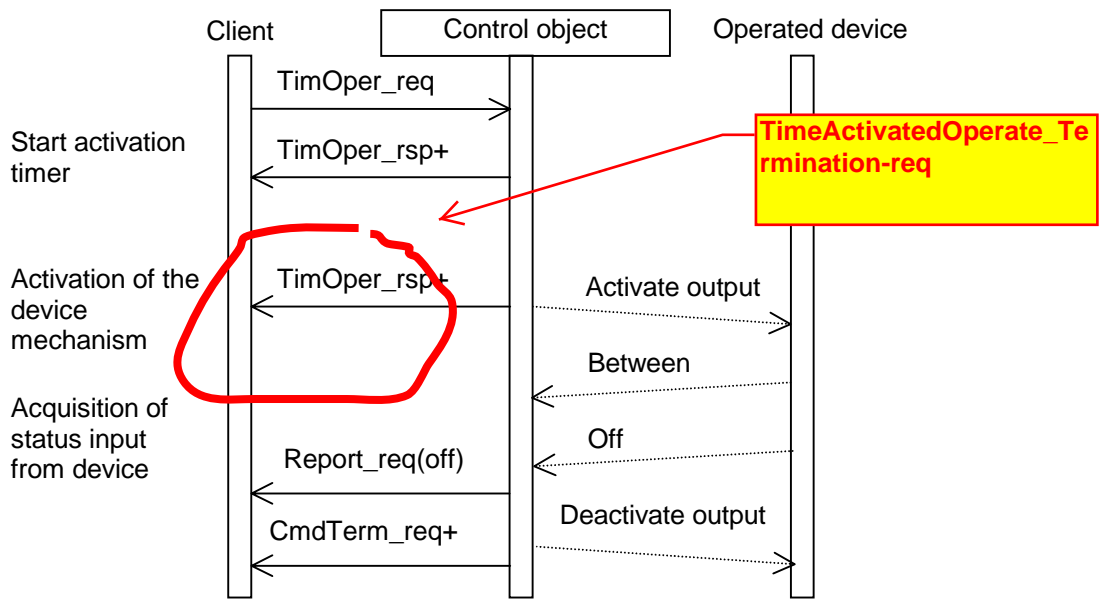 Client
Control object
Operated device
TimOper_req
TimeActivatedOperate_Te
rmination-req
Start activation
timer
TimOper_rsp+
Activation of the
device
mechanism
TimOper_rsp+
Activate output
Between
Acquisition of
status input
from device
Off
Report_req(off)
Deactivate output
CmdTerm_req+